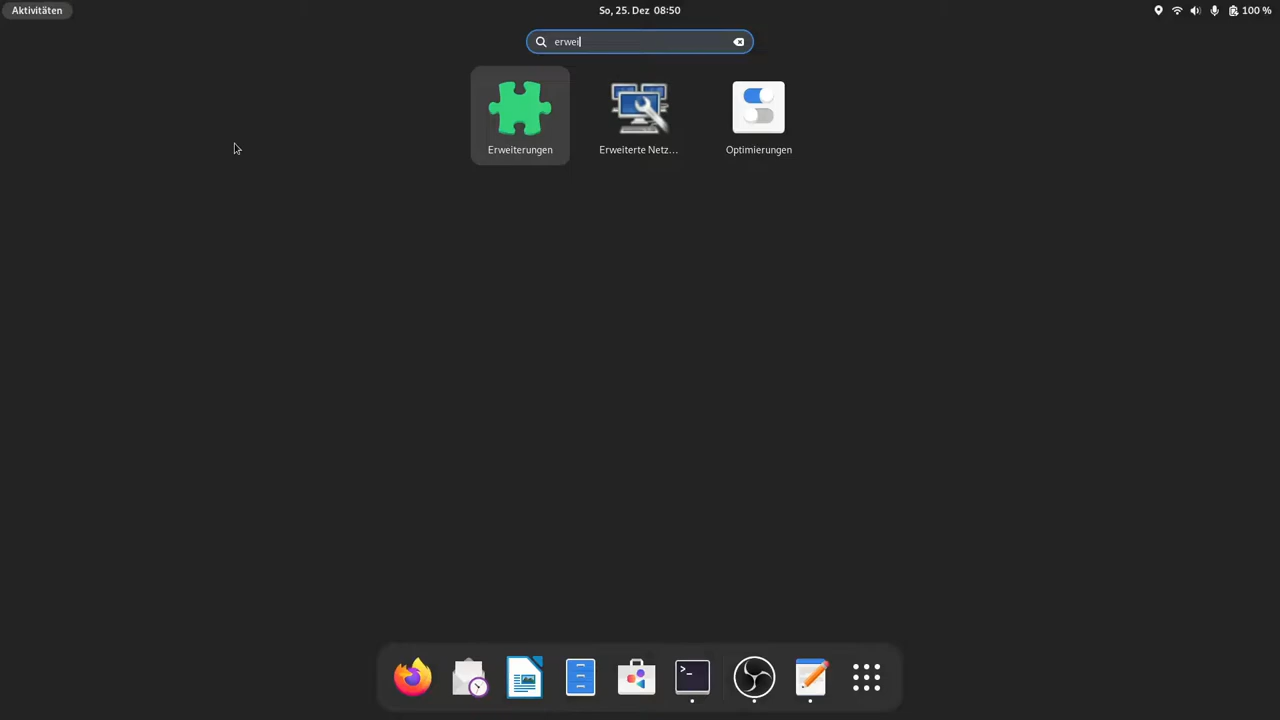 Aktivitäten
So, 25. Dez 08:50
100 %
erwei
Erweiterungen
Erweiterte Netz...
Optimierungen
>-